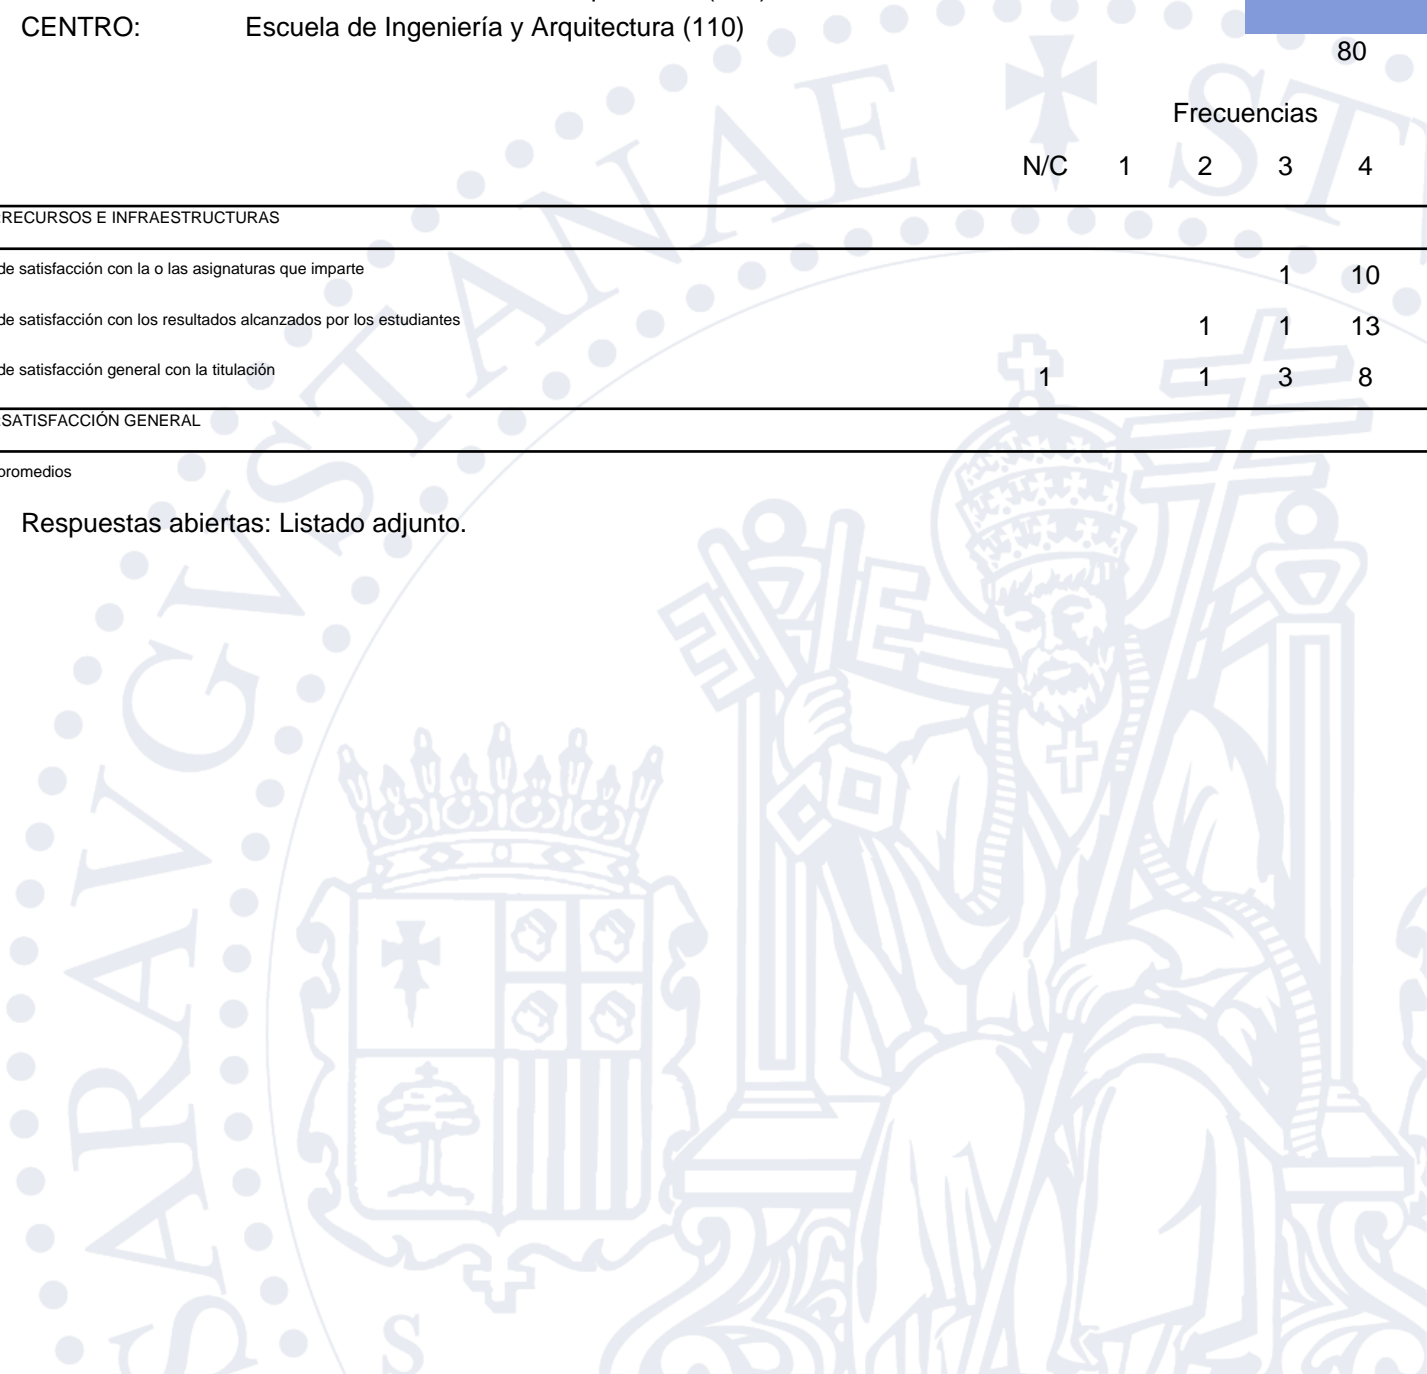 CENTRO: Escuela de Ingeniería y Arquitectura (110)
80
Frecuencias
N/C 1 2 3 4
RECURSOS E INFRAESTRUCTURAS
de satisfacción con la o las asignaturas que imparte 1 10
de satisfacción con los resultados alcanzados por los estudiantes 1 1 13
de satisfacción general con la titulación 1 1 3 8
SATISFACCIÓN GENERAL
promedios
Respuestas abiertas: Listado adjunto.
SARAVGVSTANAE ST
S